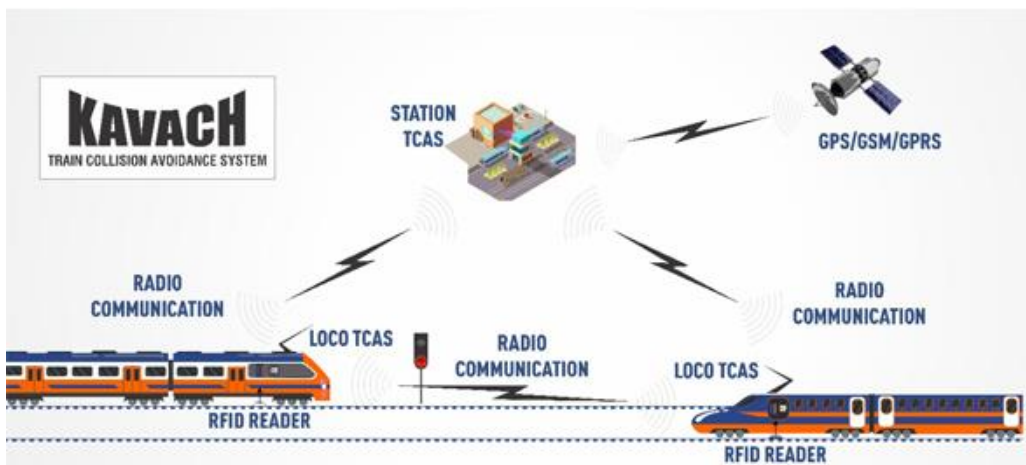 KAVACH
TRAIN COLLISION AVOIDANCE SYSTEM
STATION
TCAS
GPS/GSM/GPRS
RADIO
COMMUNICATION
RADIO
COMMUNICATION
LOCO TCAS
RADIO
COMMUNICATION
LOCO TCAS
RFID READER
RFID READER